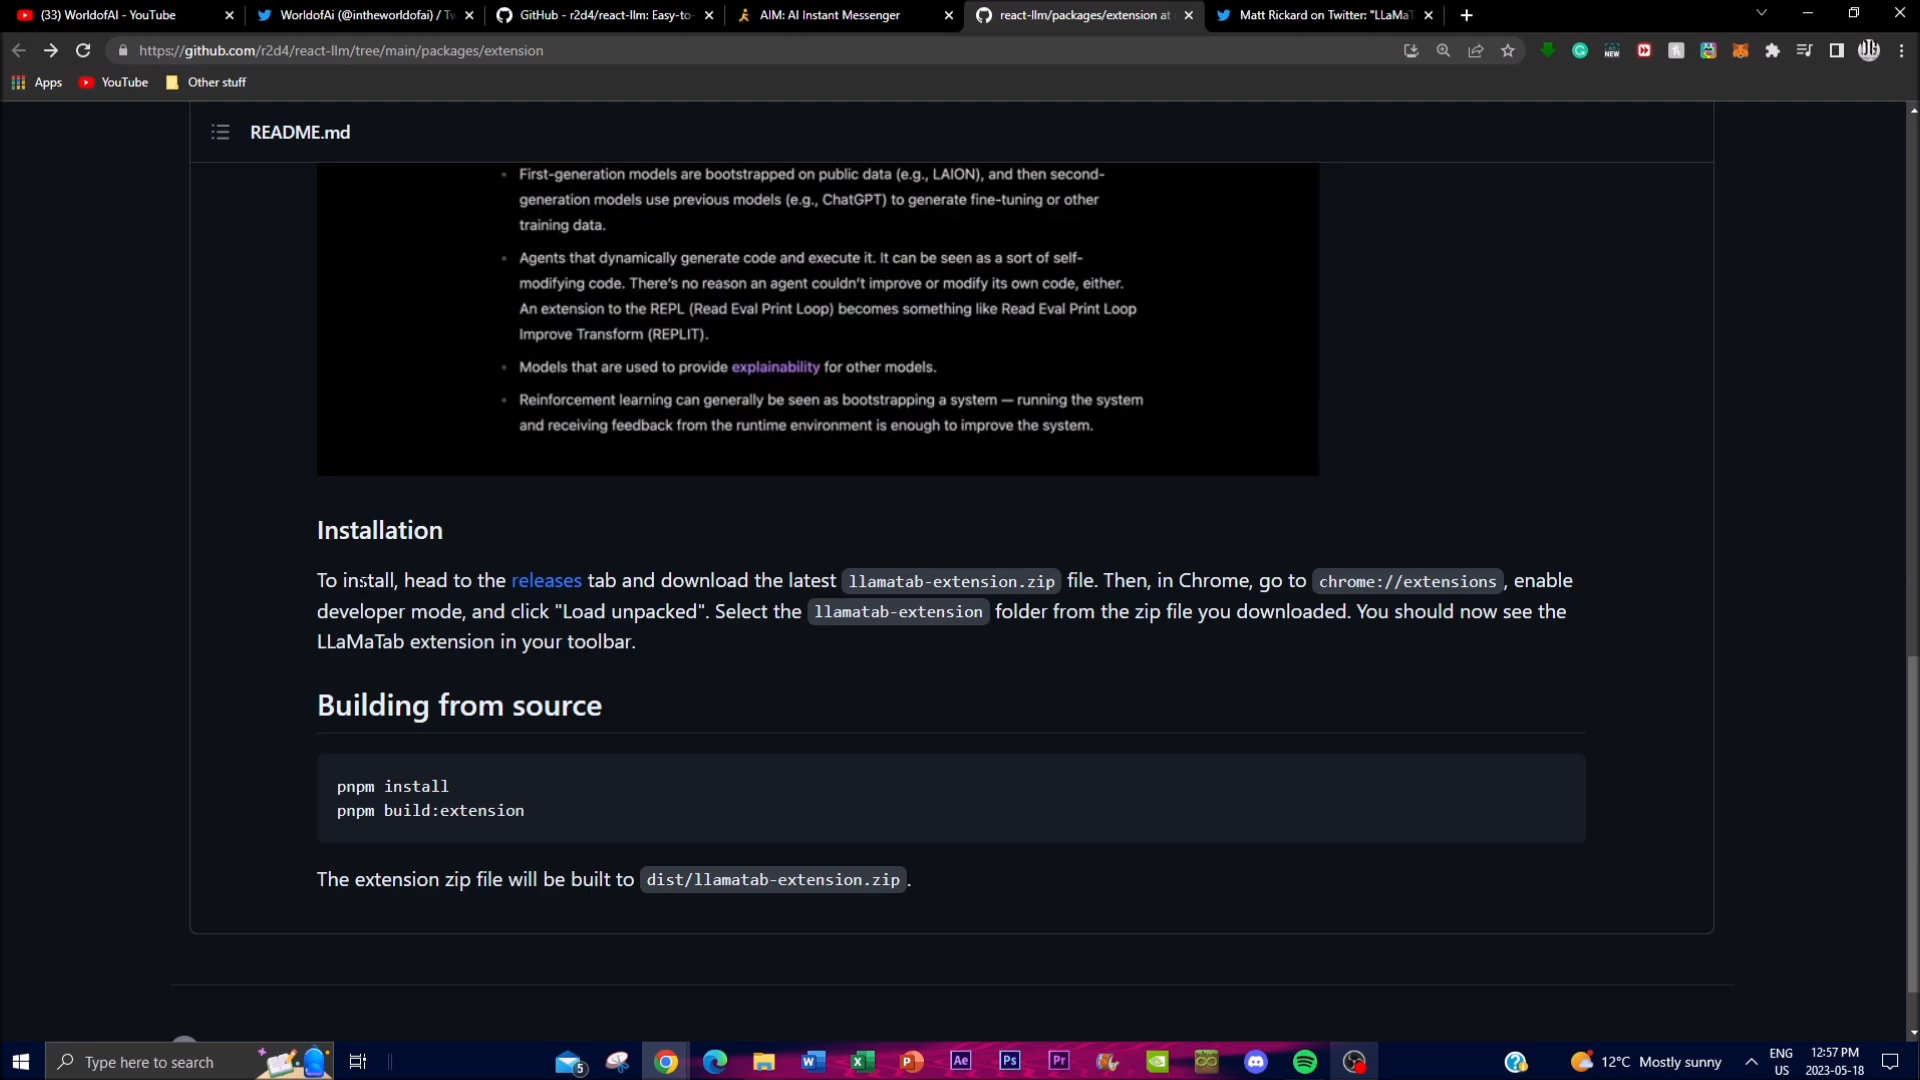 (33) WorldofAI - YouTube
WorldofAi (@intheworldofai) / Tw
GitHub - r2d4/react-llm: Easy-to-
AIM: AI Instant Messenger
react-llm/packages/extension at
Matt Rickard on Twitter: "LLaMaT
https://github.com/r2d4/react-llm/tree/main/packages/extension
NEW
Apps
YouTube
Other stuff
README.md
First-generation models are bootstrapped on public data (e.g., LAION), and then second-
generation models use previous models (e.g., ChatGPT) to generate fine-tuning or other
training data.
Agents that dynamically generate code and execute it. It can be seen as a sort of self-
modifying code. There's no reason an agent couldn't improve or modify its own code, either.
An extension to the REPL (Read Eval Print Loop) becomes something like Read Eval Print Loop
Improve Transform (REPLIT).
Models that are used to provide explainability for other models.
Reinforcement learning can generally be seen as bootstrapping a system — running the system
and receiving feedback from the runtime environment is enough to improve the system.
Installation
To install, head to the releases tab and download the latest llamatab-extension.zip file. Then, in Chrome, go to chrome://extensions, enable
developer mode, and click "Load unpacked". Select the llamatab-extension folder from the zip file you downloaded. You should now see the
LLaMaTab extension in your toolbar.
Building from source
pnpm install
pnpm build:extension
The extension zip file will be built to dist/llamatab-extension.zip.
Type here to search
5
Ae
Ps
Pr
12°C Mostly sunny
ENG
US
12:57 PM
2023-05-18